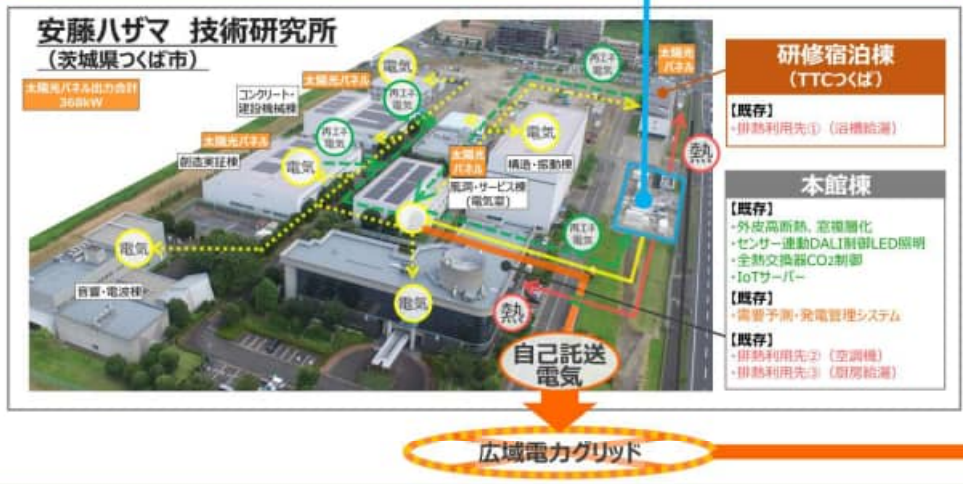 安藤ハザマ 技術研究所
(茨城県つくば市)
太陽光パネル出力合計
368kW
コンクリート・
建設機械棟
太陽光パネル
電気
再エネ
電気
太陽光パネル
創造実証棟
再エネ
電気
電気
太陽光
パネル
風洞・サービス棟
(電気室)
電気
構造・振動棟
再エネ
電気
太陽光
パネル
再エネ
電気
電気
音響・電波棟
電気
熱
熱
自己託送
電気
広域電力グリッド
研修宿泊棟
(TTCつくば)
【既存】
・排熱利用先① (浴槽給湯)
本館棟
【既存】
・外皮高断熱、窓複層化
・センサー連動DALI制御LED照明
・全熱交換器CO2制御
・IoTサーバー
【既存】
・需要予測・発電管理システム
【既存】
・排熱利用先② (空調機)
・排熱利用先③ (厨房給湯)